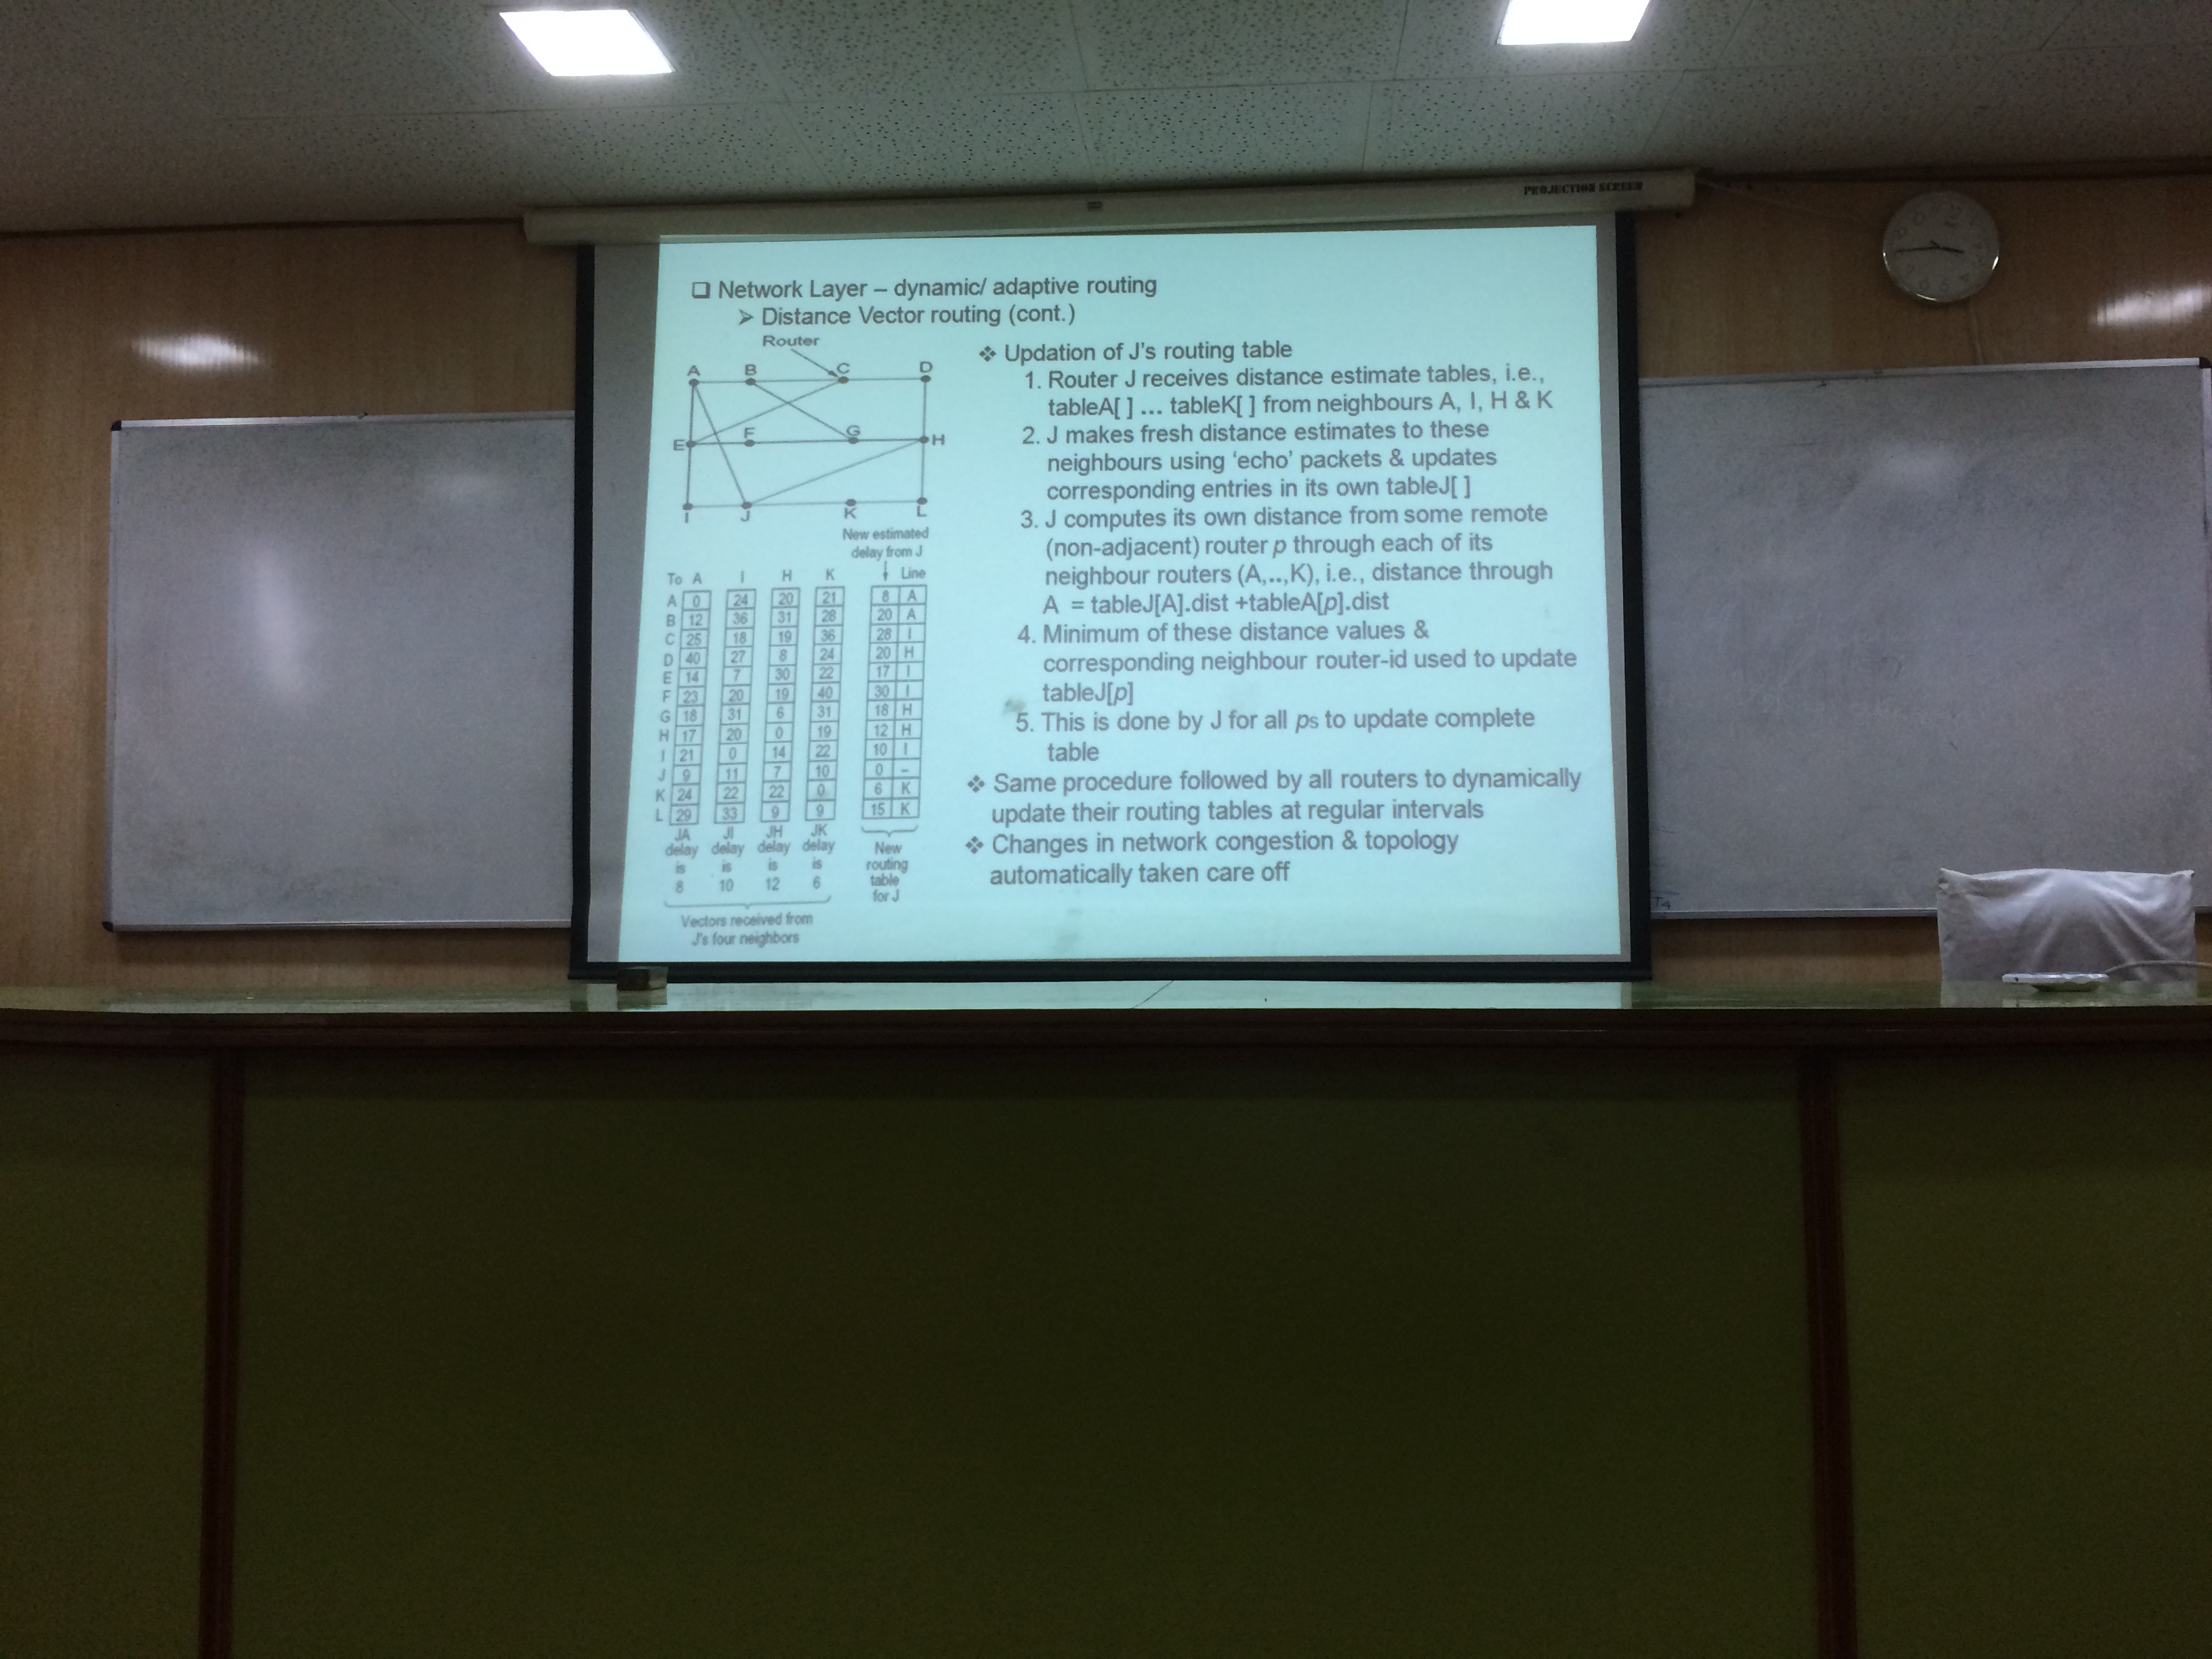 PROJECTION SCREEN
❑ Network Layer – dynamic/ adaptive routing
➢ Distance Vector routing (cont.)
Router
A B C D
E F G H
I J K L
New estimated
delay from J
To A I H K Line
A 0 24 20 21 8 A
B 12 36 31 28 20 A
C 25 18 19 36 28 I
D 40 27 8 24 20 H
E 14 7 30 22 17 I
F 23 20 19 40 30 I
G 18 31 6 31 18 H
H 17 20 0 19 12 H
I 21 0 14 22 10 I
J 9 11 7 10 0 –
K 24 22 22 0 6 K
L 29 33 9 9 15 K
JA JI JH JK
delay delay delay delay
is is is is
8 10 12 6
New
routing
table
for J
Vectors received from
J's four neighbors
❖ Updation of J's routing table
1. Router J receives distance estimate tables, i.e.,
tableA[ ] ... tableK[ ] from neighbours A, I, H & K
2. J makes fresh distance estimates to these
neighbours using 'echo' packets & updates
corresponding entries in its own tableJ[ ]
3. J computes its own distance from some remote
(non-adjacent) router p through each of its
neighbour routers (A,..,K), i.e., distance through
A = tableJ[A].dist +tableA[p].dist
4. Minimum of these distance values &
corresponding neighbour router-id used to update
tableJ[p]
5. This is done by J for all ps to update complete
table
❖ Same procedure followed by all routers to dynamically
update their routing tables at regular intervals
❖ Changes in network congestion & topology
automatically taken care off